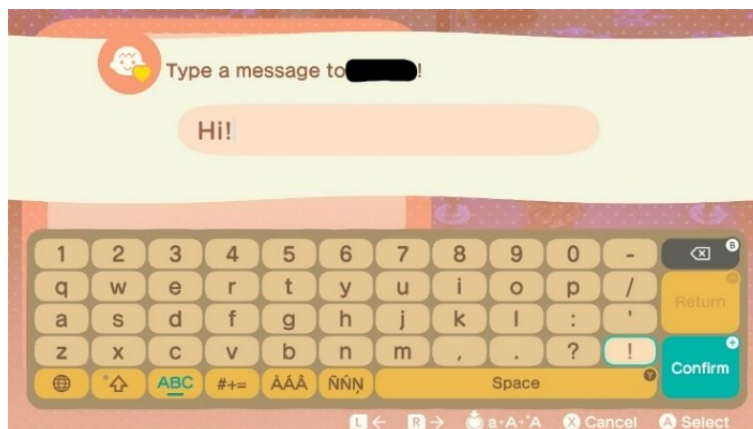 Type a message to !
Hi!
1 2 3 4 5 6 7 8 9 0 - B
q w e r t y u i o p / Return
a s d f g h j k l : '
z x c v b n m , . ? ! Confirm
ABC #+= ÀÁÂ ÑŃŅ Space Y
L ← R → a·A·°A X Cancel A Select